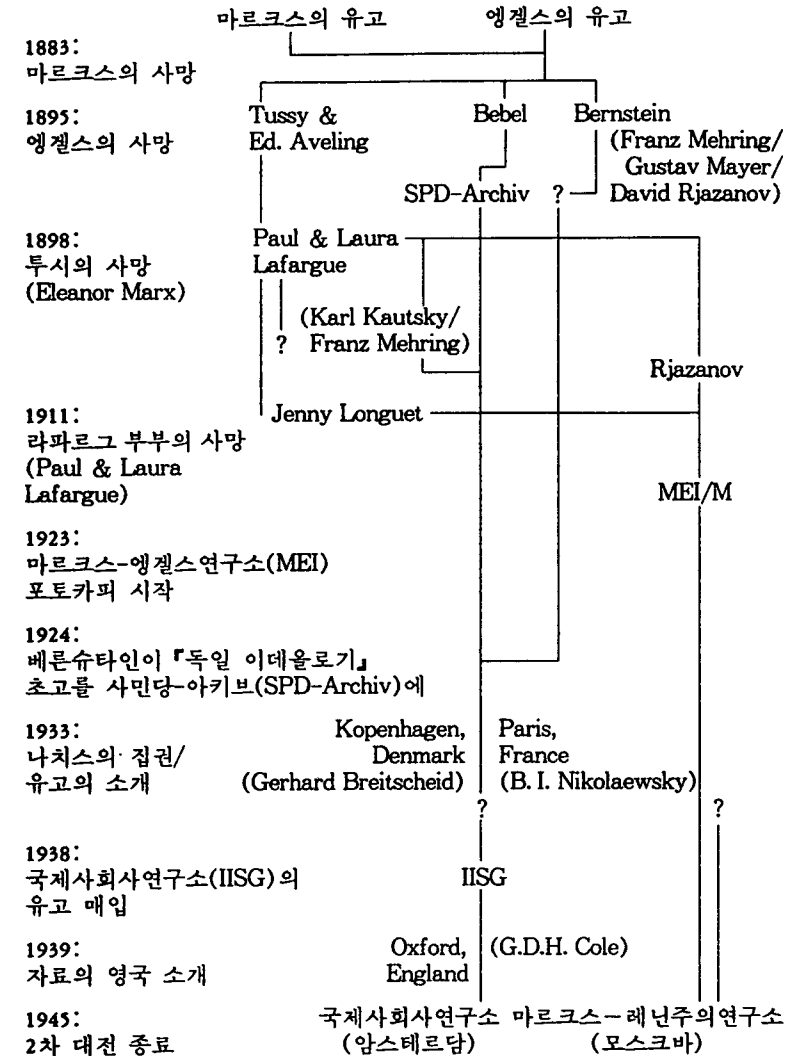 마르크스의 유고 엥겔스의 유고
1883:
마르크스의 사망
1895: Tussy & Bebel Bernstein
엥겔스의 사망 Ed. Aveling (Franz Mehring/
Gustav Mayer/
SPD-Archiv ? David Rjazanov)
1898: Paul & Laura
투시의 사망 Lafargue
(Eleanor Marx)
(Karl Kautsky/
? Franz Mehring)
Rjazanov
1911: Jenny Longuet
라파르그 부부의 사망
(Paul & Laura
Lafargue) MEI/M
1923:
마르크스-엥겔스연구소(MEI)
포토카피 시작
1924:
베른슈타인이 『독일 이데올로기』
초고를 사민당-아키브(SPD-Archiv)에
1933: Kopenhagen, Paris,
나치스의 집권/ Denmark France
유고의 소개 (Gerhard Breitscheid) (B. I. Nikolaewsky)
? ?
1938:
국제사회사연구소(IISG)의 IISG
유고 매입
1939: Oxford, (G.D.H. Cole)
자료의 영국 소개 England
1945: 국제사회사연구소 마르크스-레닌주의연구소
2차 대전 종료 (암스테르담) (모스크바)